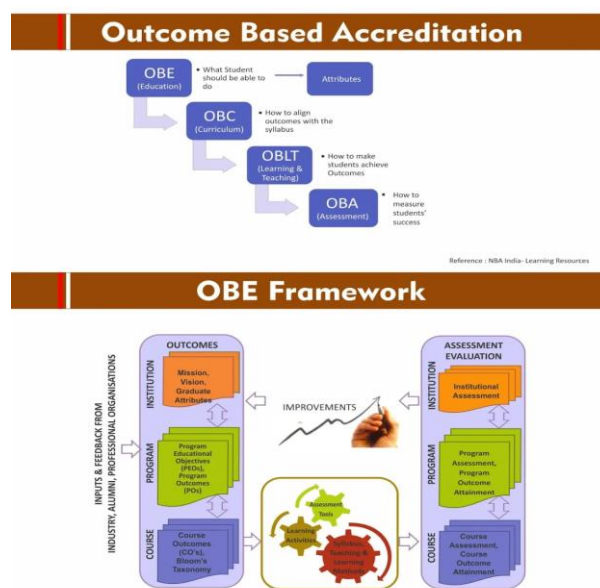 Outcome Based Accreditation
OBE
(Education)
• What Student
should be able to
do
Attributes
OBC
(Curriculum)
• How to align
outcomes with the
syllabus
OBLT
(Learning &
Teaching)
• How to make
students achieve
Outcomes
OBA
(Assessment)
• How to
measure
students'
success
Reference : NBA India- Learning Resources
OBE Framework
INPUTS & FEEDBACK FROM
INDUSTRY, ALUMNI, PROFESSIONAL ORGANISATIONS
OUTCOMES
INSTITUTION
Mission,
Vision,
Graduate
Attributes
PROGRAM
Program
Educational
Objectives
(PEOs),
Program
Outcomes
(POs)
COURSE
Course
Outcomes
(CO's),
Bloom's
Taxonomy
IMPROVEMENTS
Assessment
Tools
Learning
Activities
Syllabus,
Teaching &
Learning
Methods
ASSESSMENT
EVALUATION
INSTITUTION
Institutional
Assessment
PROGRAM
Program
Assessment,
Program
Outcome
Attainment
COURSE
Course
Assessment,
Course
Outcome
Attainment